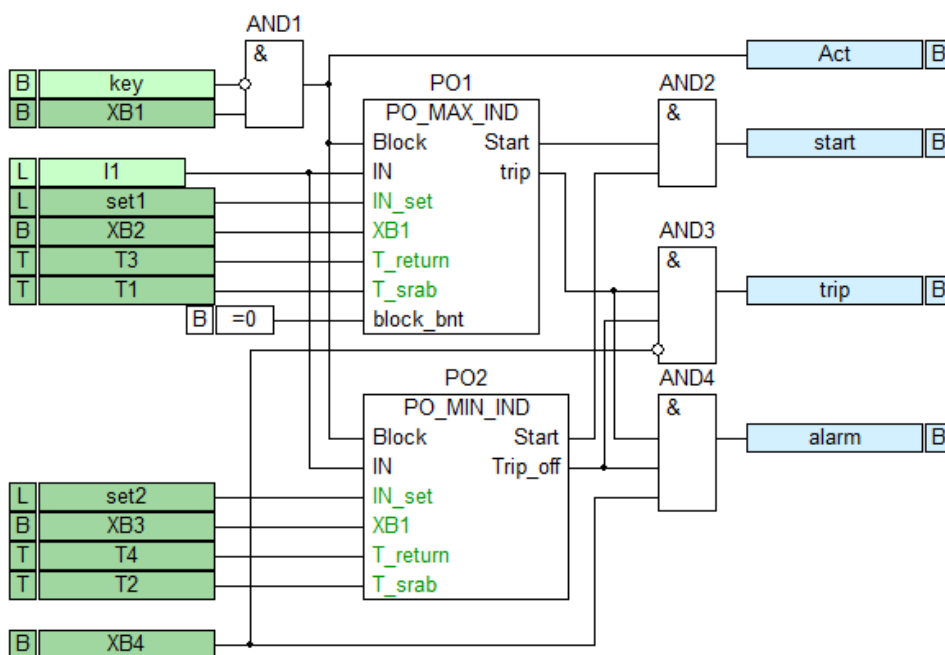 AND1
&
B key
B XB1
Act B
PO1
PO_MAX_IND
Block Start
IN trip
IN_set
XB1
T_return
T_srab
block_bnt
AND2
&
start B
L I1
L set1
B XB2
T T3
T T1
B =0
AND3
&
trip B
PO2
PO_MIN_IND
Block Start
IN Trip_off
IN_set
XB1
T_return
T_srab
AND4
&
alarm B
L set2
B XB3
T T4
T T2
B XB4